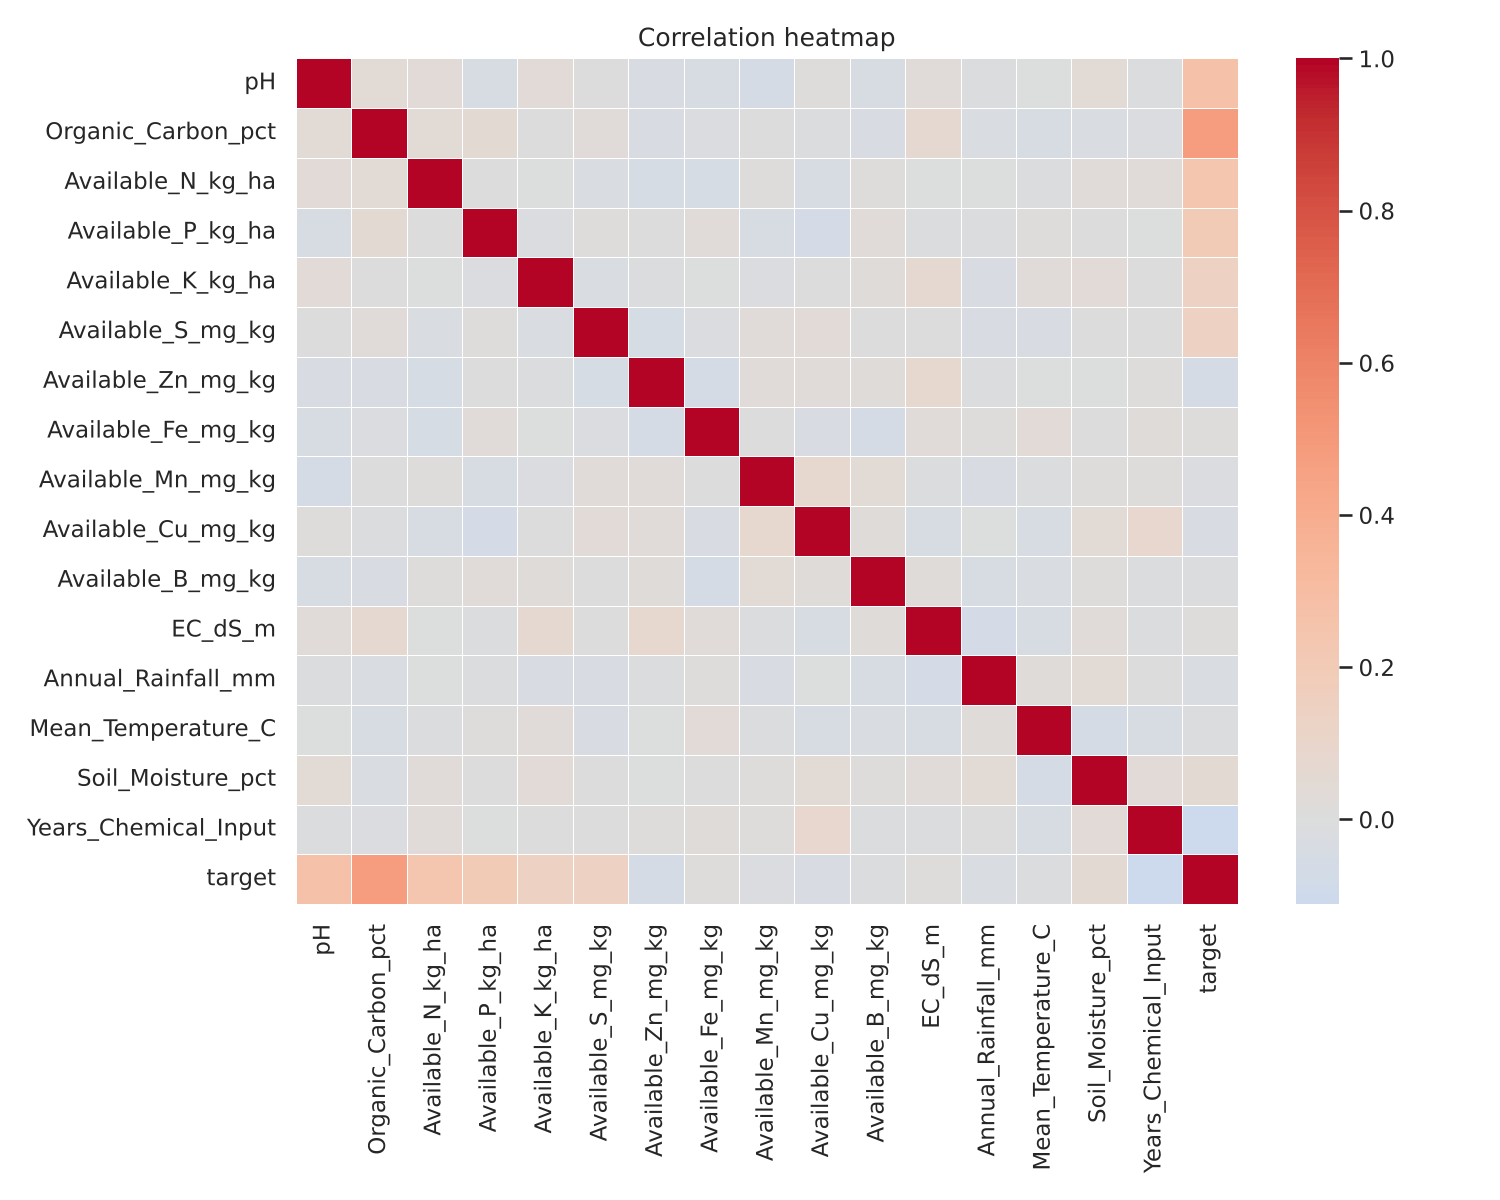 Correlation heatmap
pH
Organic_Carbon_pct
Available_N_kg_ha
Available_P_kg_ha
Available_K_kg_ha
Available_S_mg_kg
Available_Zn_mg_kg
Available_Fe_mg_kg
Available_Mn_mg_kg
Available_Cu_mg_kg
Available_B_mg_kg
EC_dS_m
Annual_Rainfall_mm
Mean_Temperature_C
Soil_Moisture_pct
Years_Chemical_Input
target
pH
Organic_Carbon_pct
Available_N_kg_ha
Available_P_kg_ha
Available_K_kg_ha
Available_S_mg_kg
Available_Zn_mg_kg
Available_Fe_mg_kg
Available_Mn_mg_kg
Available_Cu_mg_kg
Available_B_mg_kg
EC_dS_m
Annual_Rainfall_mm
Mean_Temperature_C
Soil_Moisture_pct
Years_Chemical_Input
target
1.0
0.8
0.6
0.4
0.2
0.0